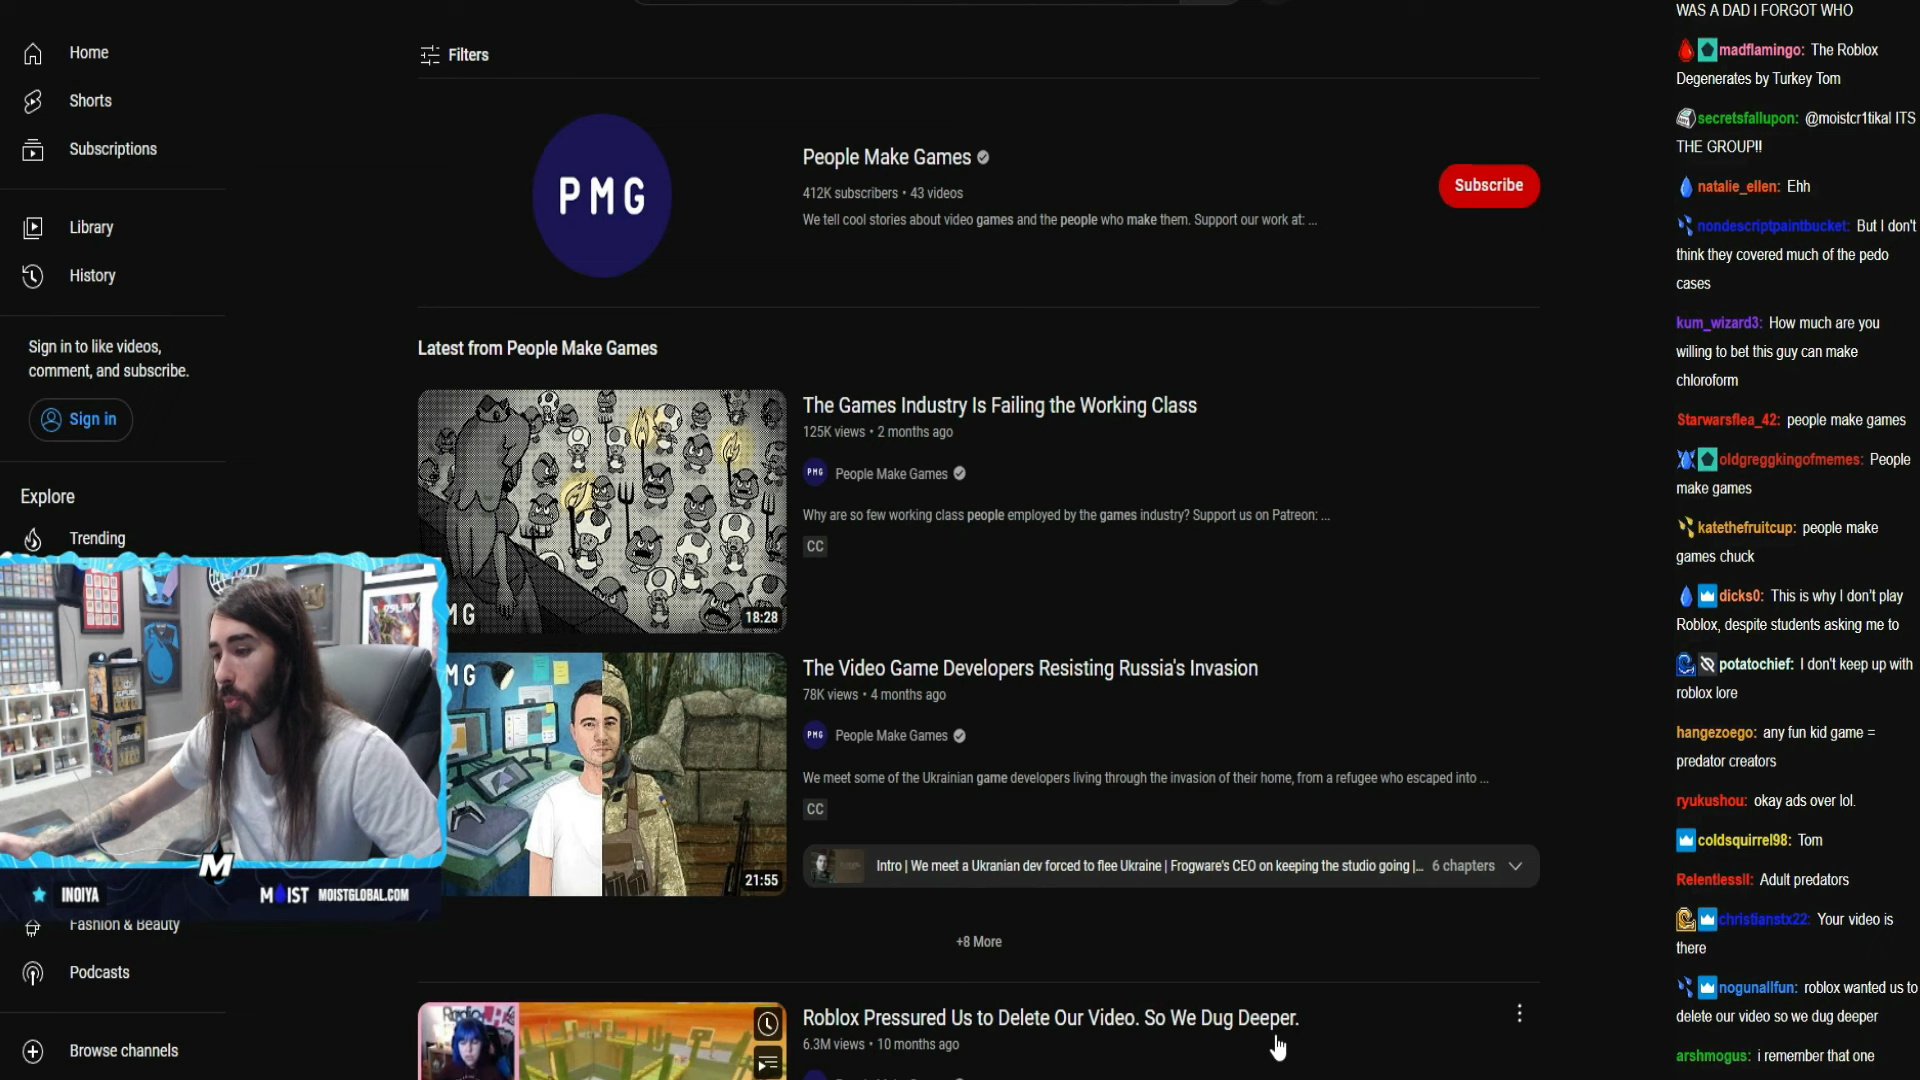 Home
Shorts
Subscriptions
Library
History
Sign in to like videos,
comment, and subscribe.
Sign in
Explore
Trending
Fashion & Beauty
Podcasts
Browse channels
Filters
PMG
People Make Games
412K subscribers • 43 videos
We tell cool stories about video games and the people who make them. Support our work at: ...
Subscribe
Latest from People Make Games
18:28
The Games Industry Is Failing the Working Class
125K views • 2 months ago
PMG
People Make Games
Why are so few working class people employed by the games industry? Support us on Patreon: ...
CC
21:55
The Video Game Developers Resisting Russia's Invasion
78K views • 4 months ago
PMG
People Make Games
We meet some of the Ukrainian game developers living through the invasion of their home, from a refugee who escaped into ...
CC
Intro | We meet a Ukranian dev forced to flee Ukraine | Frogware's CEO on keeping the studio going |... 6 chapters
+8 More
Roblox Pressured Us to Delete Our Video. So We Dug Deeper.
6.3M views • 10 months ago
M
INOIYA
MOIST MOISTGLOBAL.COM
WAS A DAD I FORGOT WHO
madflamingo: The Roblox
Degenerates by Turkey Tom
secretsfallupon: @moistcr1tikal ITS
THE GROUP!!
natalie_ellen: Ehh
nondescriptpaintbucket: But I don't
think they covered much of the pedo
cases
kum_wizard3: How much are you
willing to bet this guy can make
chloroform
Starwarsflea_42: people make games
oldgreggkingofmemes: People
make games
katethefruitcup: people make
games chuck
dicks0: This is why I don't play
Roblox, despite students asking me to
potatochief: I don't keep up with
roblox lore
hangezoego: any fun kid game =
predator creators
ryukushou: okay ads over lol.
coldsquirrel98: Tom
Relentlessll: Adult predators
christianstx22: Your video is
there
nogunallfun: roblox wanted us to
delete our video so we dug deeper
arshmogus: i remember that one